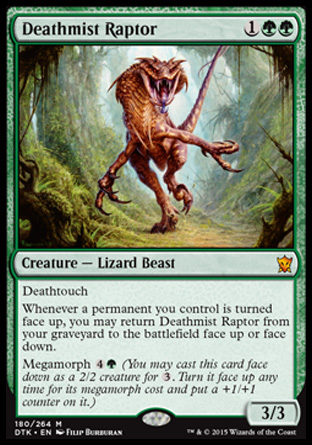 Deathmist Raptor 1
Creature — Lizard Beast
Deathtouch
Whenever a permanent you control is turned
face up, you may return Deathmist Raptor from
your graveyard to the battlefield face up or face
down.
Megamorph 4 (You may cast this card face
down as a 2/2 creature for 3. Turn it face up any
time for its megamorph cost and put a +1/+1
counter on it.)
3/3
180/264 M
DTK • EN Filip Burburan
™ & © 2015 Wizards of the Coast